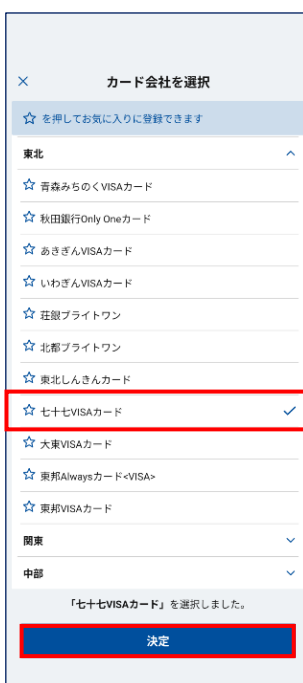 カード会社を選択
を押してお気に入りに登録できます
東北
青森みちのくVISAカード
秋田銀行Only Oneカード
あきぎんVISAカード
いわぎんVISAカード
荘銀ブライトワン
北都ブライトワン
東北しんきんカード
七十七VISAカード
大東VISAカード
東邦Alwaysカード<VISA>
東邦VISAカード
関東
中部
「七十七VISAカード」を選択しました。
決定